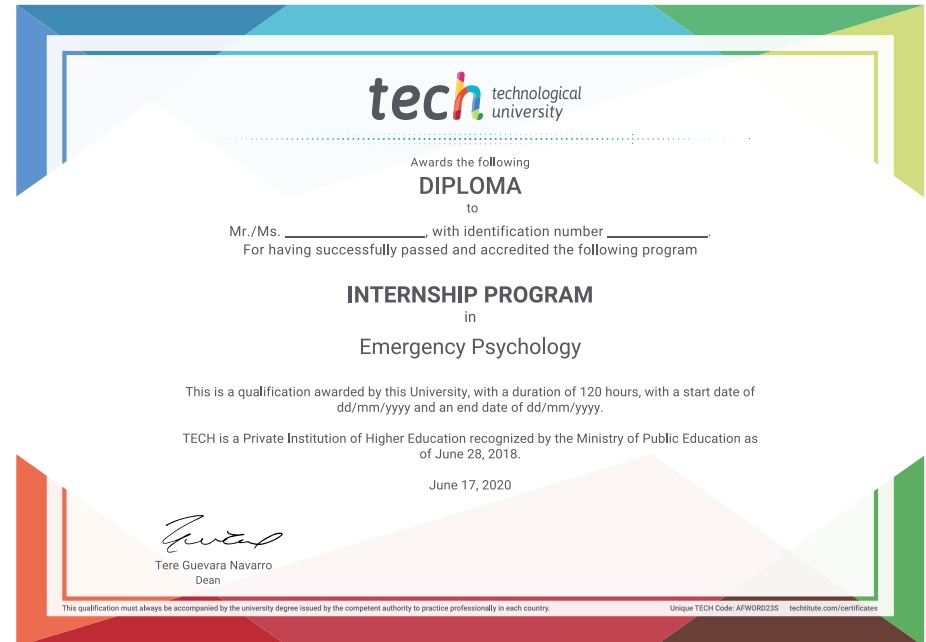 tech technological
university
Awards the following
DIPLOMA
to
Mr./Ms. ____________________, with identification number ______________.
For having successfully passed and accredited the following program
INTERNSHIP PROGRAM
in
Emergency Psychology
This is a qualification awarded by this University, with a duration of 120 hours, with a start date of
dd/mm/yyyy and an end date of dd/mm/yyyy.
TECH is a Private Institution of Higher Education recognized by the Ministry of Public Education as
of June 28, 2018.
June 17, 2020
Tere Guevara Navarro
Dean
This qualification must always be accompanied by the university degree issued by the competent authority to practice professionally in each country. Unique TECH Code: AFWORD23S techtitute.com/certificates